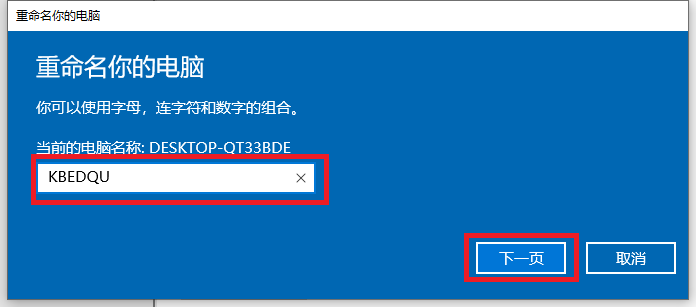 重命名你的电脑
重命名你的电脑
你可以使用字母，连字符和数字的组合。
当前的电脑名称: DESKTOP-QT33BDE
KBEDQU
下一页 取消